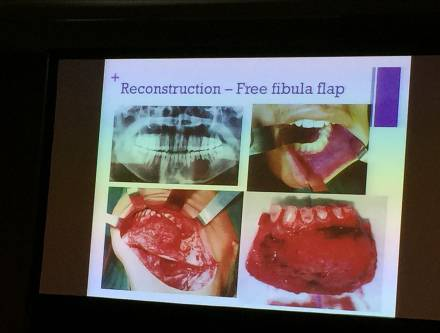 +
Reconstruction – Free fibula flap